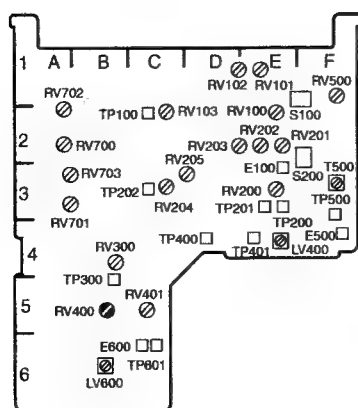 A B C D E F
1
RV102 RV101 RV500
RV702
TP100 RV103 RV100 S100
2
RV700 RV203 RV202 RV201
RV703 RV205 E100 S200 T500
3
TP202 RV204 RV200 TP500
RV701 TP201 TP200
RV300 TP400 TP401 LV400 E500
4
TP300
RV400 RV401
5
E600
TP601
6
LV600